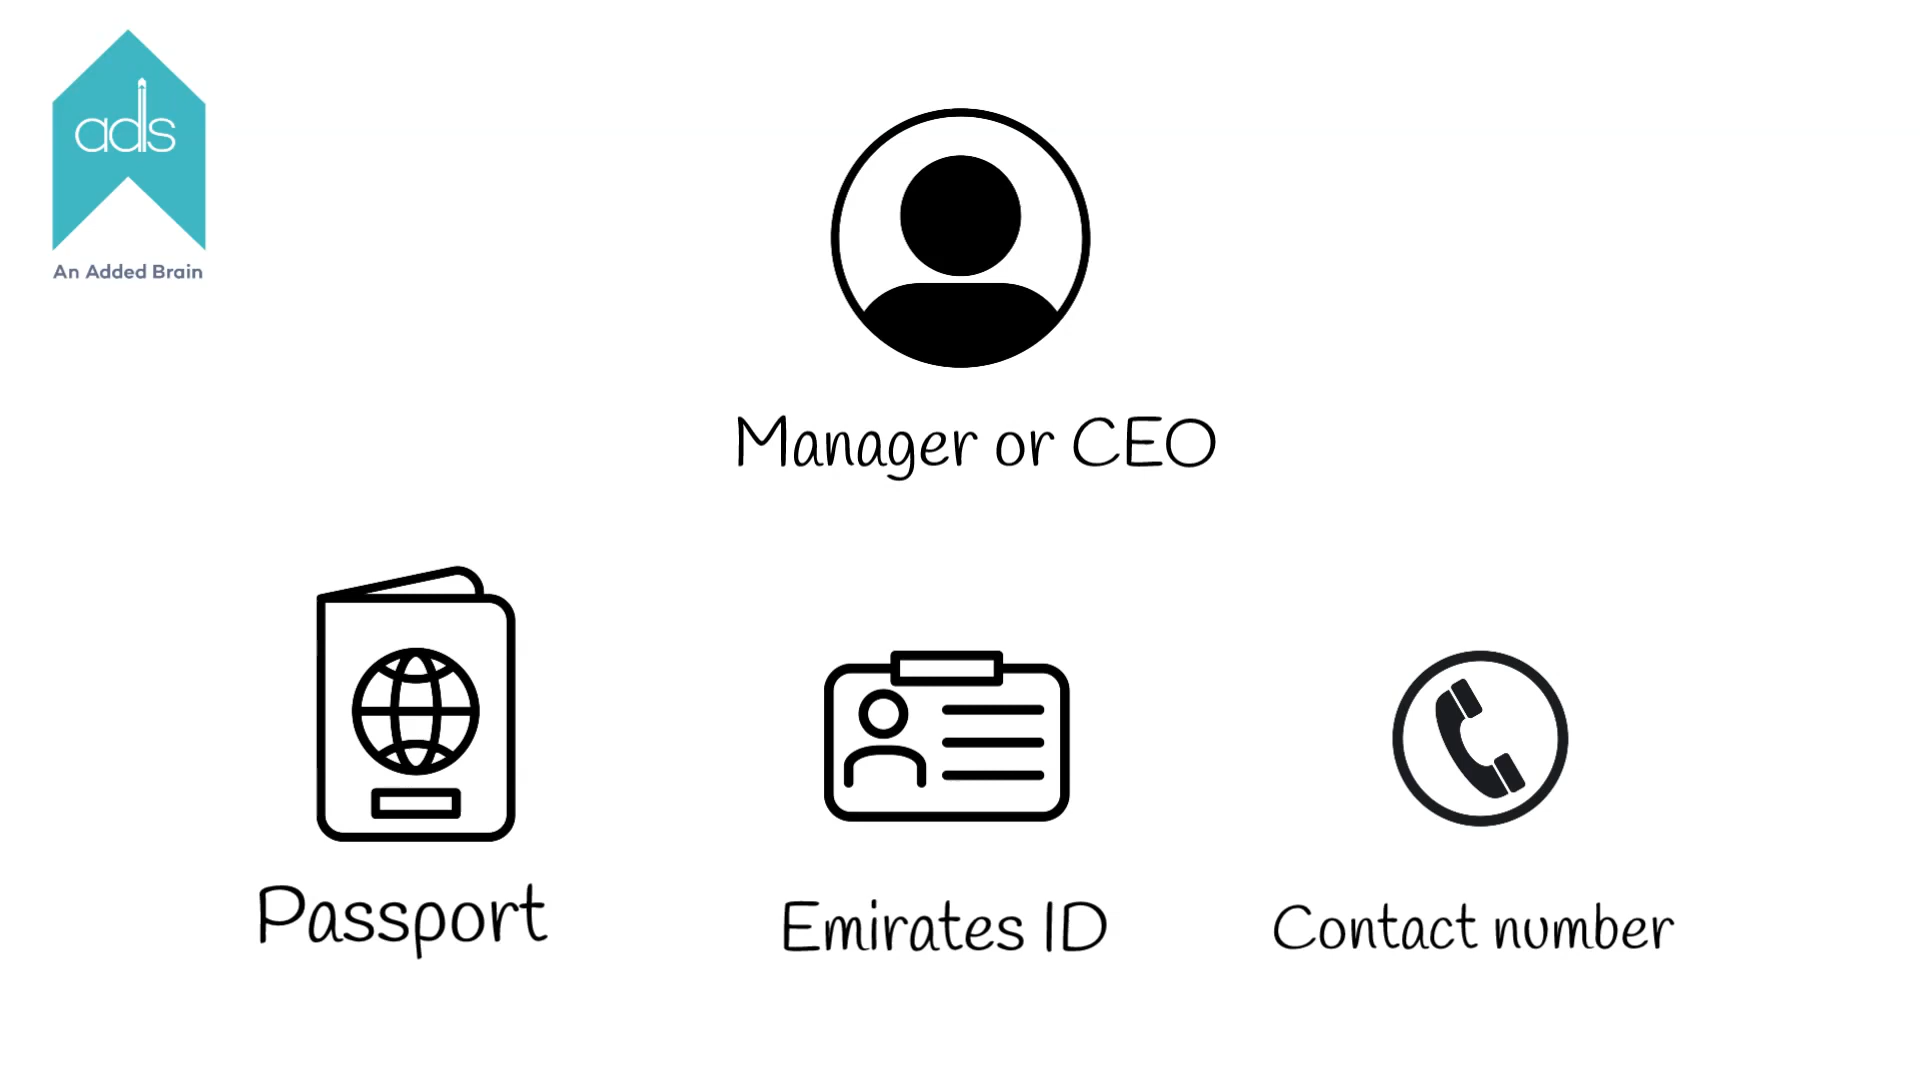 ads
An Added Brain
Manager or CEO
Passport
Emirates ID
Contact number